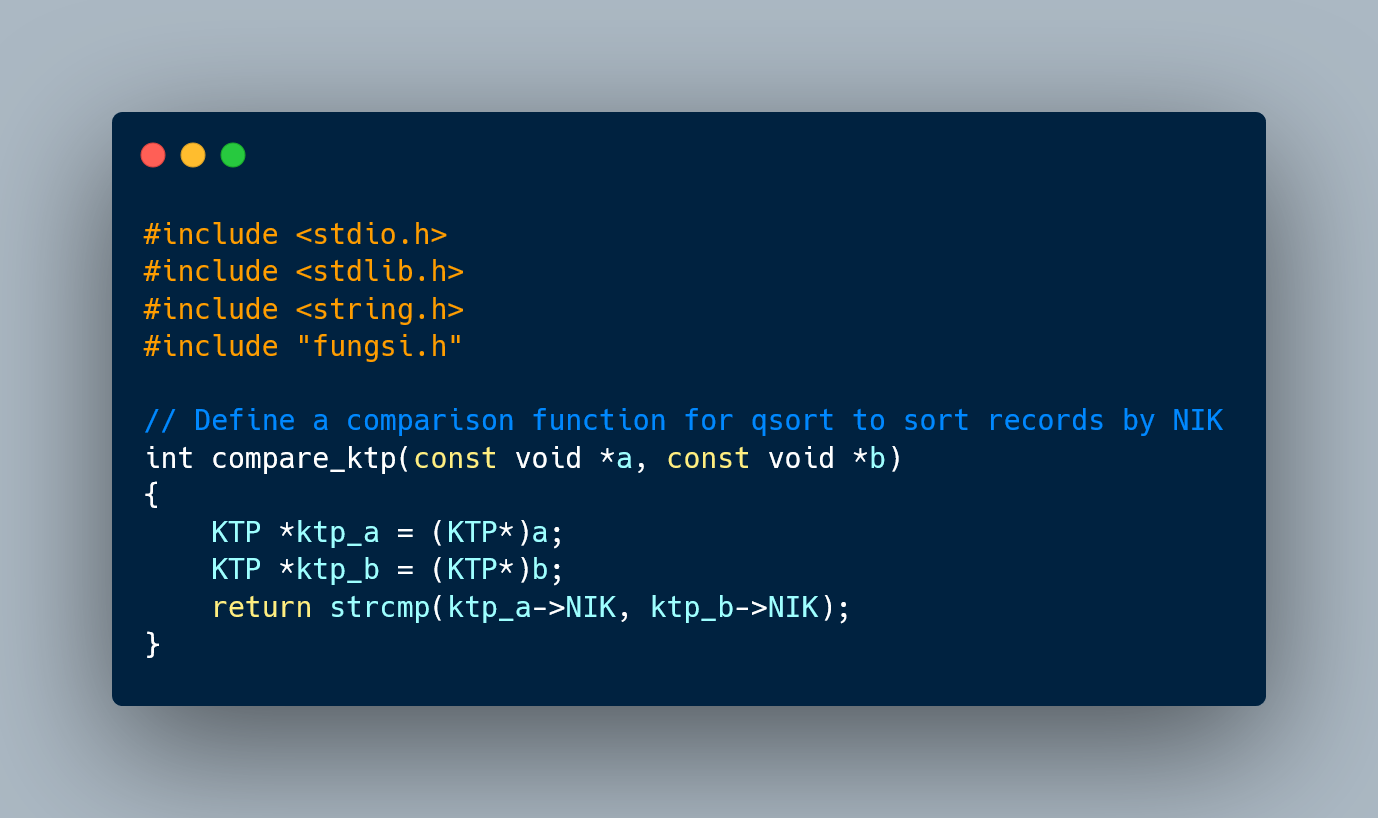 #include <stdio.h>
#include <stdlib.h>
#include <string.h>
#include "fungsi.h"

// Define a comparison function for qsort to sort records by NIK
int compare_ktp(const void *a, const void *b)
{
    KTP *ktp_a = (KTP*)a;
    KTP *ktp_b = (KTP*)b;
    return strcmp(ktp_a->NIK, ktp_b->NIK);
}